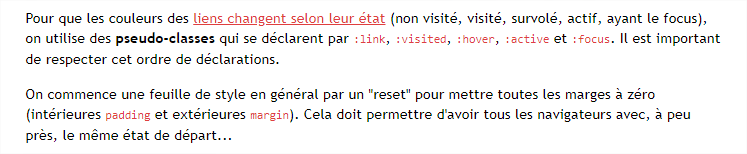 Pour que les couleurs des liens changent selon leur état (non visité, visité, survolé, actif, ayant le focus),
on utilise des pseudo-classes qui se déclarent par :link, :visited, :hover, :active et :focus. Il est important
de respecter cet ordre de déclarations.
On commence une feuille de style en général par un "reset" pour mettre toutes les marges à zéro
(intérieures padding et extérieures margin). Cela doit permettre d'avoir tous les navigateurs avec, à peu
près, le même état de départ...